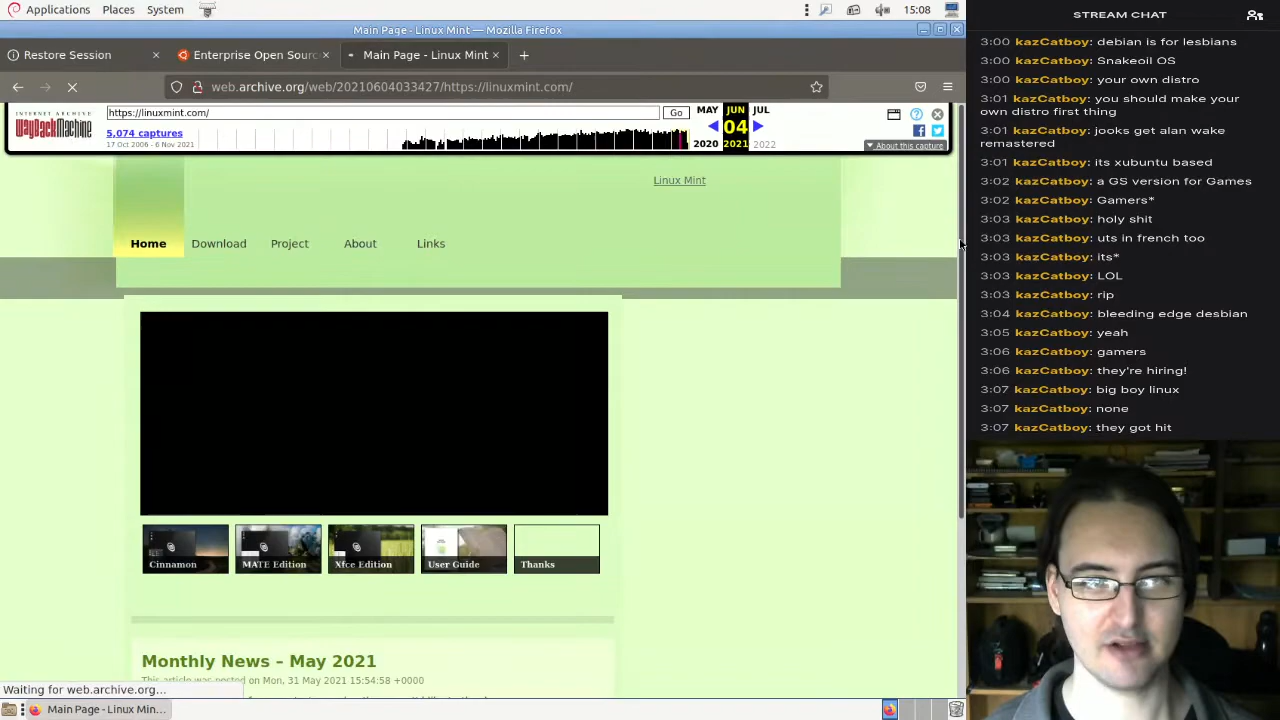 Applications Places System
15:08
Main Page - Linux Mint — Mozilla Firefox
Restore Session
Enterprise Open Sourc
Main Page - Linux Mint
web.archive.org/web/20210604033427/https://linuxmint.com/
INTERNET ARCHIVE
WayBackMachine
https://linuxmint.com/
Go
5,074 captures
17 Oct 2006 - 6 Nov 2021
MAY JUN JUL
04
2020 2021 2022
About this capture
Linux Mint
Home Download Project About Links
Cinnamon MATE Edition Xfce Edition User Guide Thanks
Monthly News – May 2021
This article was posted on Mon, 31 May 2021 15:54:58 +0000
Waiting for web.archive.org...
Main Page - Linux Min...
STREAM CHAT
3:00 kazCatboy: debian is for lesbians
3:00 kazCatboy: Snakeoil OS
3:00 kazCatboy: your own distro
3:01 kazCatboy: you should make your
own distro first thing
3:01 kazCatboy: jooks get alan wake
remastered
3:01 kazCatboy: its xubuntu based
3:02 kazCatboy: a GS version for Games
3:02 kazCatboy: Gamers*
3:03 kazCatboy: holy shit
3:03 kazCatboy: uts in french too
3:03 kazCatboy: its*
3:03 kazCatboy: LOL
3:03 kazCatboy: rip
3:04 kazCatboy: bleeding edge desbian
3:05 kazCatboy: yeah
3:06 kazCatboy: gamers
3:06 kazCatboy: they're hiring!
3:07 kazCatboy: big boy linux
3:07 kazCatboy: none
3:07 kazCatboy: they got hit